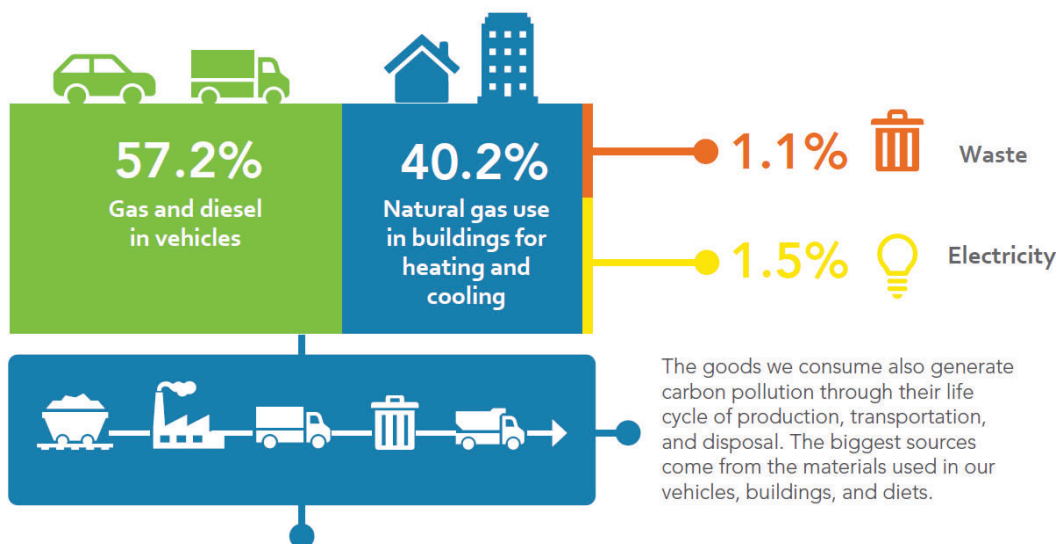 57.2%
Gas and diesel
in vehicles
40.2%
Natural gas use
in buildings for
heating and
cooling
1.1%
Waste
1.5%
Electricity
The goods we consume also generate
carbon pollution through their life
cycle of production, transportation,
and disposal. The biggest sources
come from the materials used in our
vehicles, buildings, and diets.